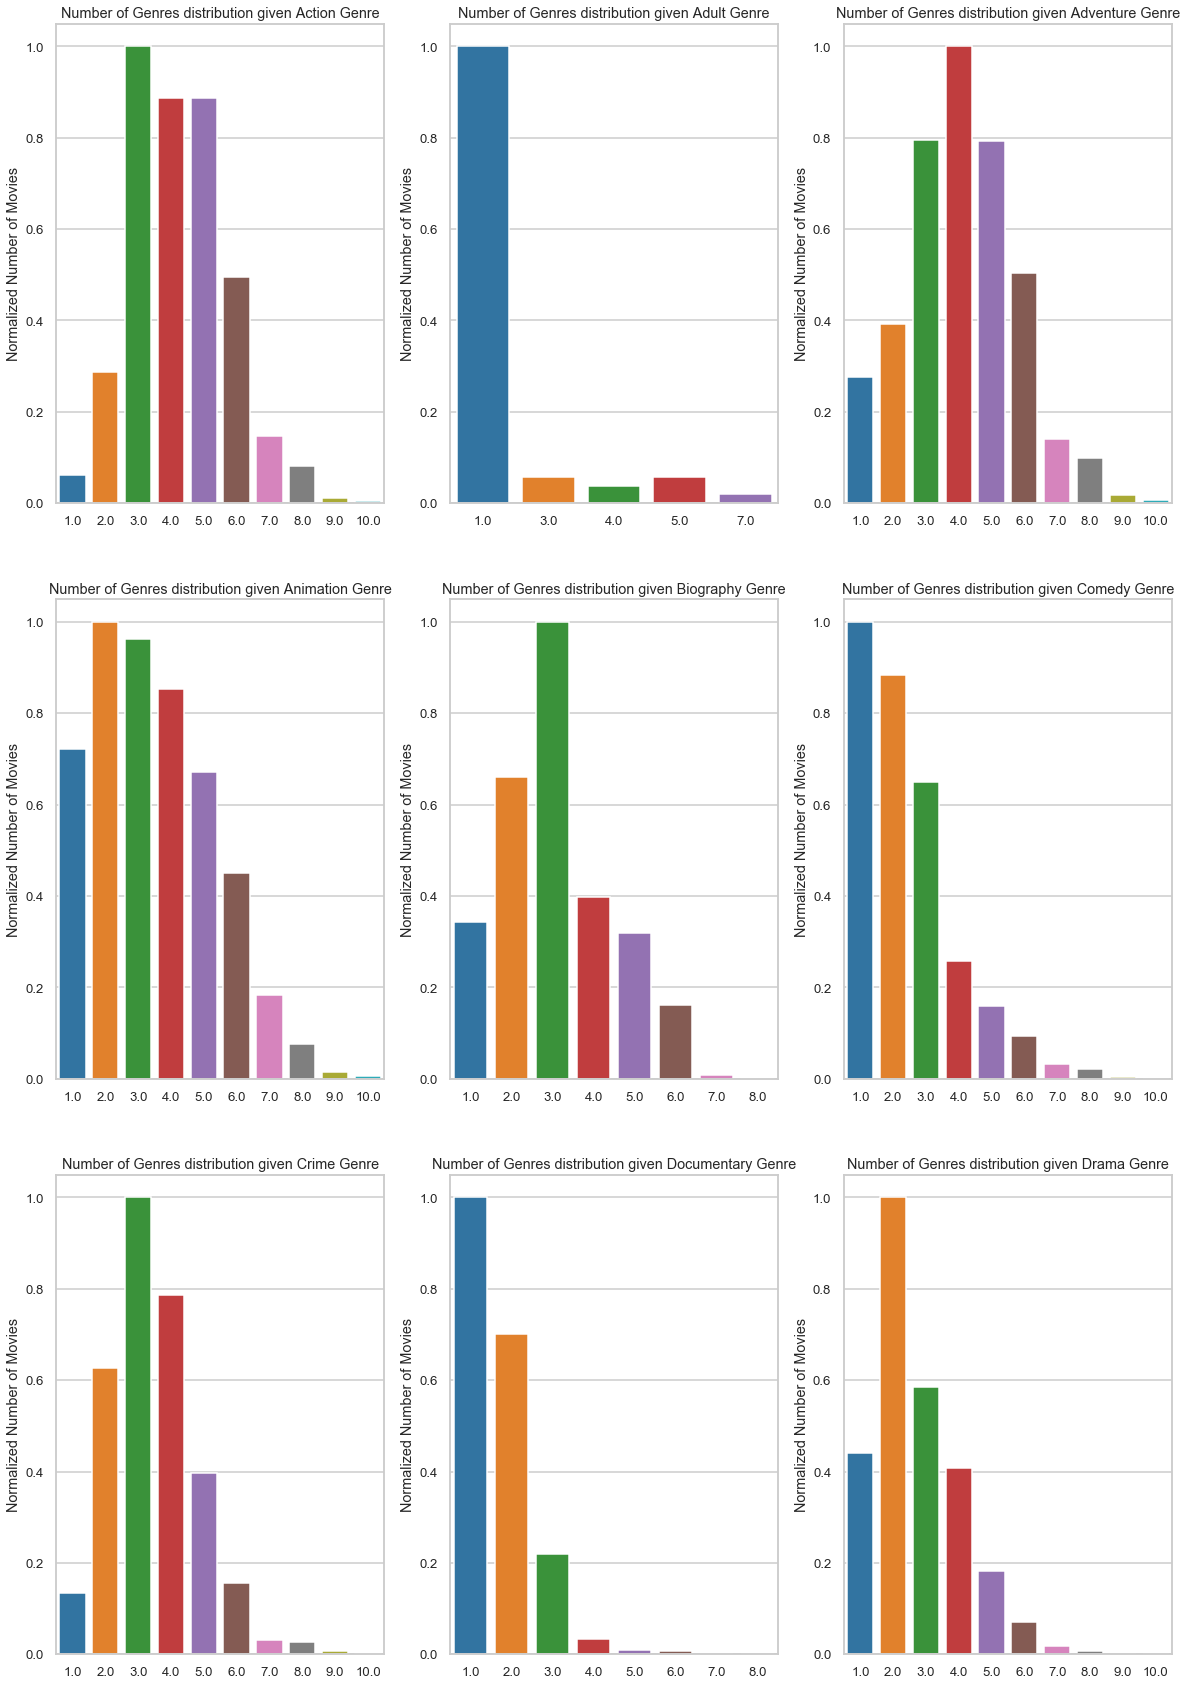 Number of Genres distribution given Action Genre
Normalized Number of Movies
1.0
0.8
0.6
0.4
0.2
0.0
1.0 2.0 3.0 4.0 5.0 6.0 7.0 8.0 9.0 10.0
Number of Genres distribution given Adult Genre
Normalized Number of Movies
1.0
0.8
0.6
0.4
0.2
0.0
1.0 3.0 4.0 5.0 7.0
Number of Genres distribution given Adventure Genre
Normalized Number of Movies
1.0
0.8
0.6
0.4
0.2
0.0
1.0 2.0 3.0 4.0 5.0 6.0 7.0 8.0 9.0 10.0
Number of Genres distribution given Animation Genre
Normalized Number of Movies
1.0
0.8
0.6
0.4
0.2
0.0
1.0 2.0 3.0 4.0 5.0 6.0 7.0 8.0 9.0 10.0
Number of Genres distribution given Biography Genre
Normalized Number of Movies
1.0
0.8
0.6
0.4
0.2
0.0
1.0 2.0 3.0 4.0 5.0 6.0 7.0 8.0
Number of Genres distribution given Comedy Genre
Normalized Number of Movies
1.0
0.8
0.6
0.4
0.2
0.0
1.0 2.0 3.0 4.0 5.0 6.0 7.0 8.0 9.0 10.0
Number of Genres distribution given Crime Genre
Normalized Number of Movies
1.0
0.8
0.6
0.4
0.2
0.0
1.0 2.0 3.0 4.0 5.0 6.0 7.0 8.0 9.0 10.0
Number of Genres distribution given Documentary Genre
Normalized Number of Movies
1.0
0.8
0.6
0.4
0.2
0.0
1.0 2.0 3.0 4.0 5.0 6.0 7.0 8.0
Number of Genres distribution given Drama Genre
Normalized Number of Movies
1.0
0.8
0.6
0.4
0.2
0.0
1.0 2.0 3.0 4.0 5.0 6.0 7.0 8.0 9.0 10.0